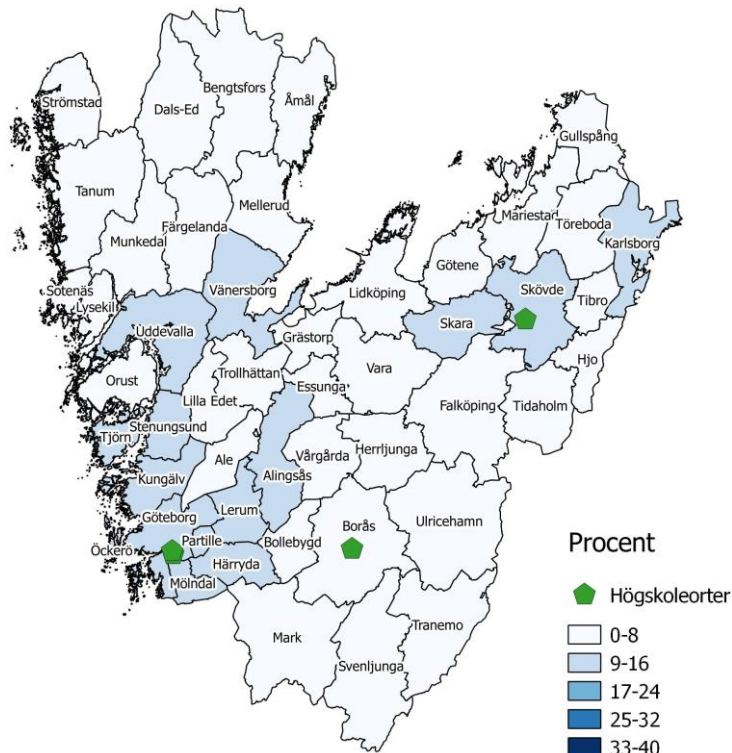 Strömstad
Bengtsfors
Åmål
Dals-Ed
Gullspång
Tanum
Mellerud
Mariestad
Töreboda
Färgelanda
Munkedal
Karlsborg
Götene
Sotenäs
Lysekil
Vänersborg
Lidköping
Skövde
Tibro
Uddevalla
Skara
Grästorp
Hjo
Orust
Trollhättan
Essunga
Vara
Lilla Edet
Falköping
Tidaholm
Tjörn
Stenungsund
Ale
Vårgårda
Herrljunga
Kungälv
Alingsås
Göteborg
Lerum
Borås
Ulricehamn
Öckerö
Partille
Bollebygd
Härryda
Mölndal
Mark
Tranemo
Svenljunga
Procent
Högskoleorter
0-8
9-16
17-24
25-32
33-40